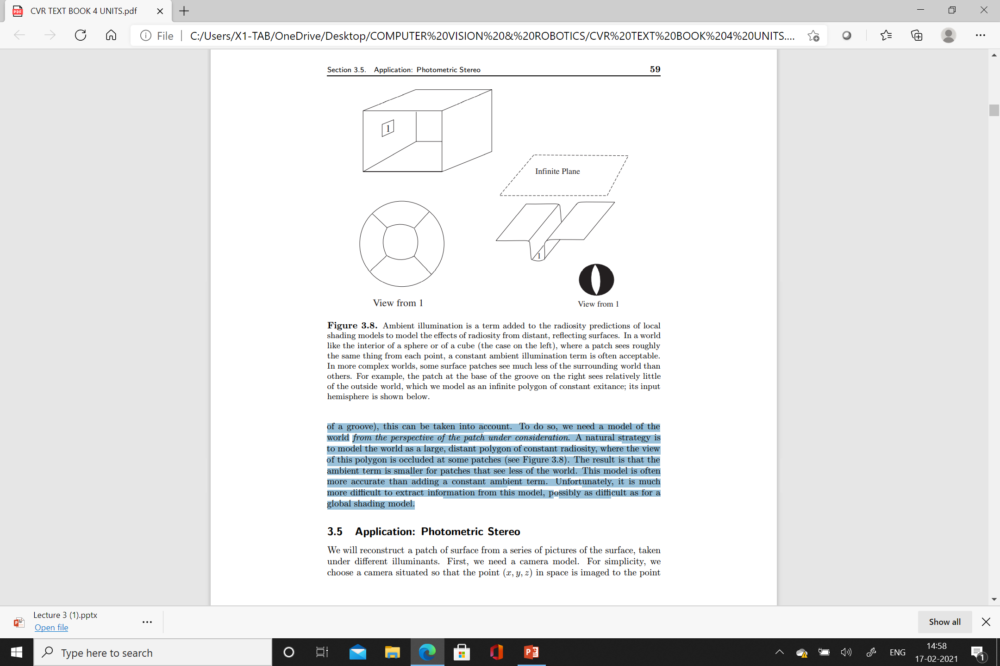 CVR TEXT BOOK 4 UNITS.pdf
File
C:/Users/X1-TAB/OneDrive/Desktop/COMPUTER%20VISION%20&%20ROBOTICS/CVR%20TEXT%20BOOK%204%20UNITS....
Section 3.5. Application: Photometric Stereo 59
1
Infinite Plane
1
View from 1
View from 1
Figure 3.8. Ambient illumination is a term added to the radiosity predictions of local
shading models to model the effects of radiosity from distant, reflecting surfaces. In a world
like the interior of a sphere or of a cube (the case on the left), where a patch sees roughly
the same thing from each point, a constant ambient illumination term is often acceptable.
In more complex worlds, some surface patches see much less of the surrounding world than
others. For example, the patch at the base of the groove on the right sees relatively little
of the outside world, which we model as an infinite polygon of constant exitance; its input
hemisphere is shown below.
of a groove), this can be taken into account. To do so, we need a model of the
world from the perspective of the patch under consideration. A natural strategy is
to model the world as a large, distant polygon of constant radiosity, where the view
of this polygon is occluded at some patches (see Figure 3.8). The result is that the
ambient term is smaller for patches that see less of the world. This model is often
more accurate than adding a constant ambient term. Unfortunately, it is much
more difficult to extract information from this model, possibly as difficult as for a
global shading model.
3.5 Application: Photometric Stereo
We will reconstruct a patch of surface from a series of pictures of the surface, taken
under different illuminants. First, we need a camera model. For simplicity, we
choose a camera situated so that the point (x, y, z) in space is imaged to the point
Lecture 3 (1).pptx
Open file
Show all
Type here to search
ENG
14:58
17-02-2021
1